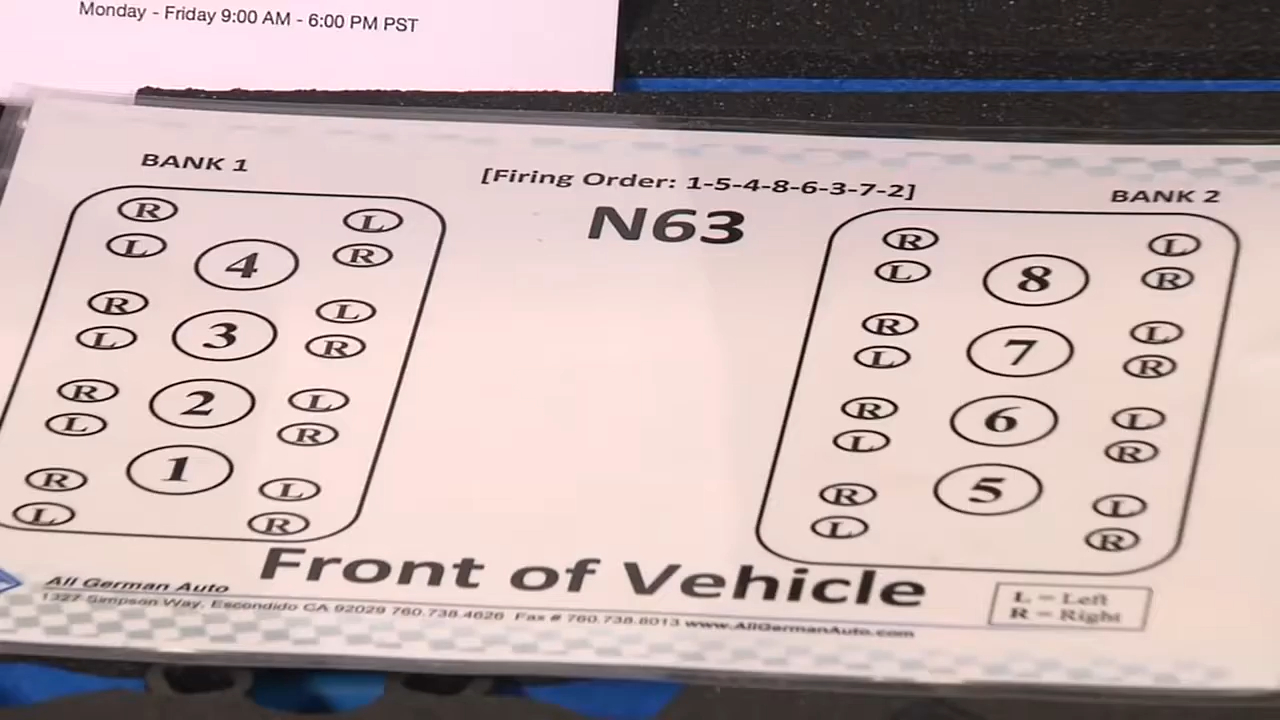 Monday - Friday 9:00 AM - 6:00 PM PST
BANK 1
[Firing Order: 1-5-4-8-6-3-7-2]
BANK 2
N63
R L
L 4 R
R L
L 3 R
R L
L 2 R
R 1 L
L R
R L
L 8 R
R L
L 7 R
R L
L 6 R
R 5 L
L R
Front of Vehicle
All German Auto
1327 Simpson Way, Escondido CA 92029 760.738.4626 Fax # 760.738.8013 www.AllGermanAuto.com
L = Left
R = Right